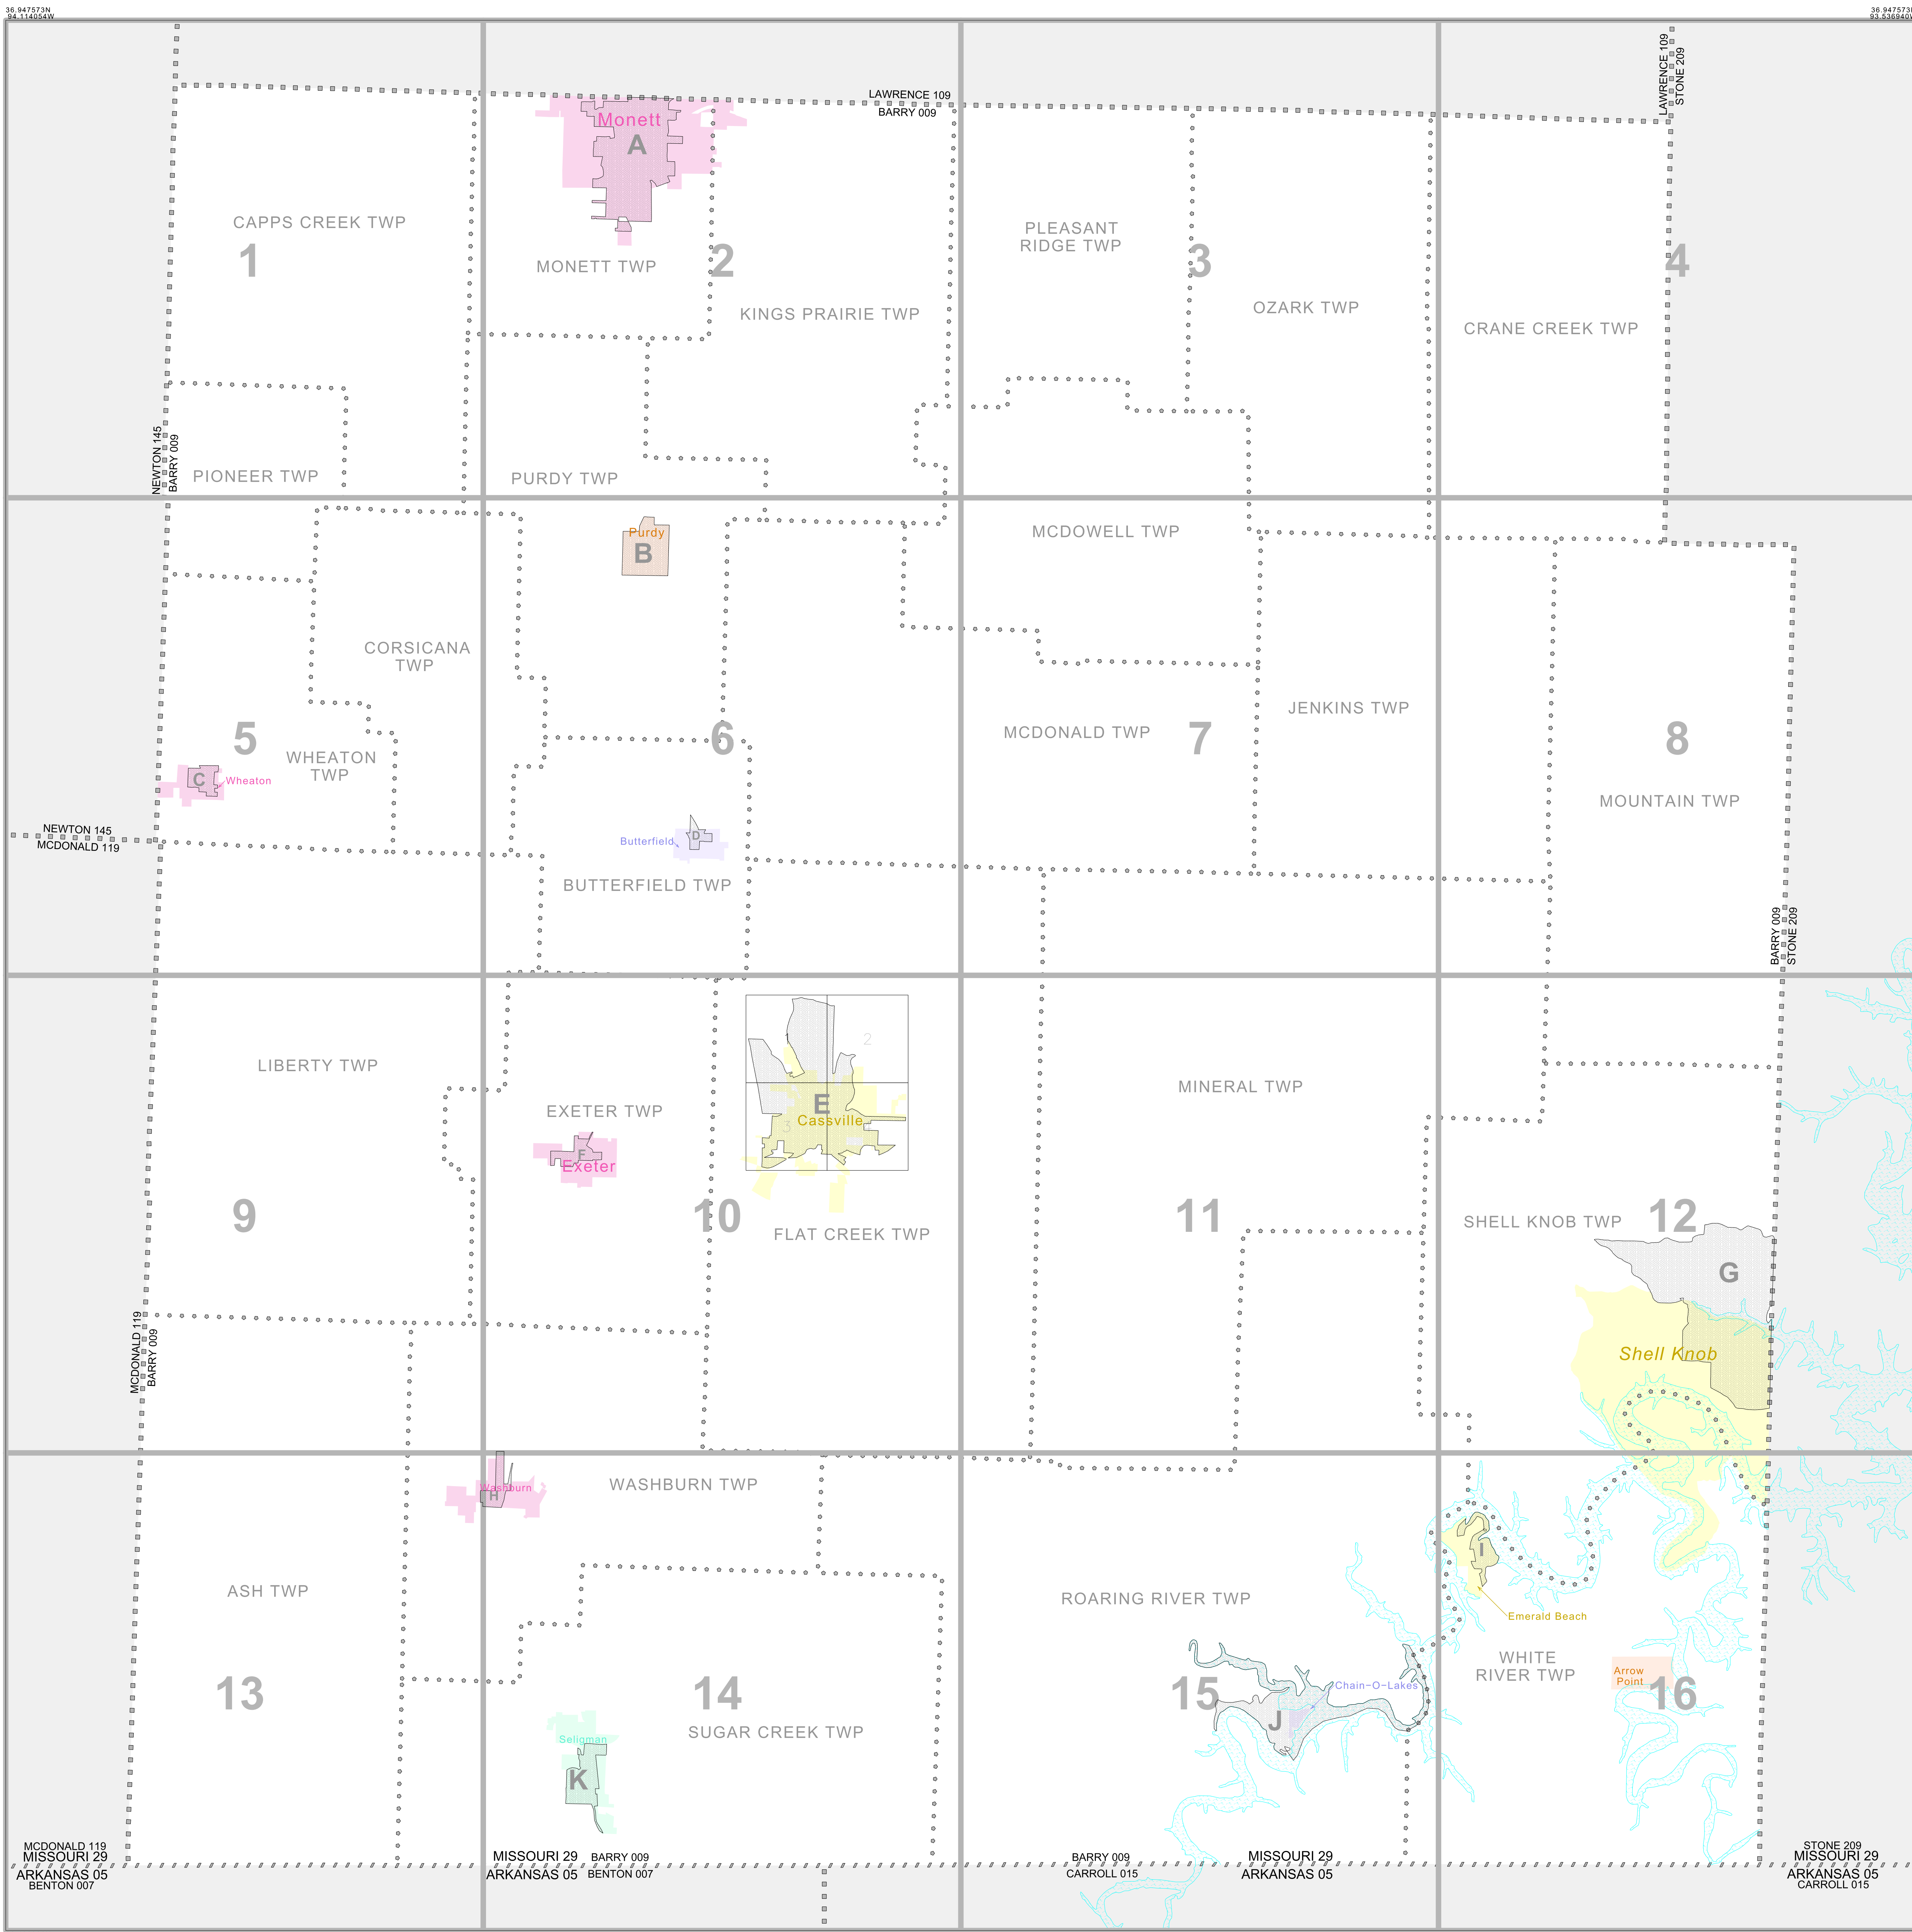 36.947573N
94.114054W
36.947573N
93.536940W
LAWRENCE 109
BARRY 009
LAWRENCE 109
STONE 209
Monett
A
CAPPS CREEK TWP
1
MONETT TWP
2
KINGS PRAIRIE TWP
PLEASANT
RIDGE TWP
3
OZARK TWP
CRANE CREEK TWP
4
NEWTON 145
BARRY 009
PIONEER TWP
PURDY TWP
Purdy
B
MCDOWELL TWP
CORSICANA
TWP
5
WHEATON
TWP
C
Wheaton
6
MCDONALD TWP
7
JENKINS TWP
8
MOUNTAIN TWP
NEWTON 145
MCDONALD 119
Butterfield
D
BUTTERFIELD TWP
BARRY 009
STONE 209
LIBERTY TWP
EXETER TWP
F
Exeter
1
2
E
Cassville
3
MINERAL TWP
9
10
FLAT CREEK TWP
11
SHELL KNOB TWP
12
G
Shell Knob
MCDONALD 119
BARRY 009
Washburn
H
WASHBURN TWP
ASH TWP
ROARING RIVER TWP
I
Emerald Beach
WHITE
RIVER TWP
Arrow
Point
13
14
15
16
Chain-O-Lakes
J
Seligman
SUGAR CREEK TWP
K
MCDONALD 119
MISSOURI 29
ARKANSAS 05
BENTON 007
MISSOURI 29
BARRY 009
ARKANSAS 05
BENTON 007
BARRY 009
CARROLL 015
MISSOURI 29
ARKANSAS 05
STONE 209
MISSOURI 29
ARKANSAS 05
CARROLL 015